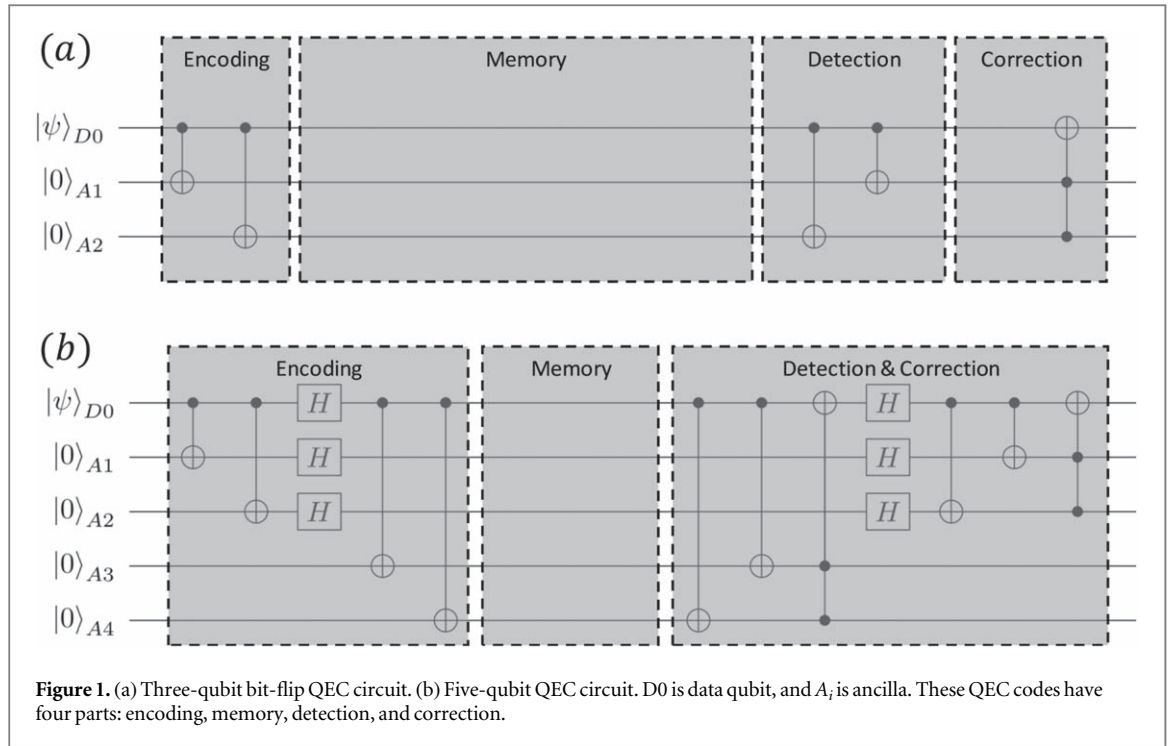 (a)
Encoding Memory Detection Correction
|ψ⟩D0
|0⟩A1
|0⟩A2
(b)
Encoding Memory Detection & Correction
|ψ⟩D0 H H
|0⟩A1 H H
|0⟩A2 H H
|0⟩A3
|0⟩A4
Figure 1. (a) Three-qubit bit-flip QEC circuit. (b) Five-qubit QEC circuit. D0 is data qubit, and Ai is ancilla. These QEC codes have
four parts: encoding, memory, detection, and correction.